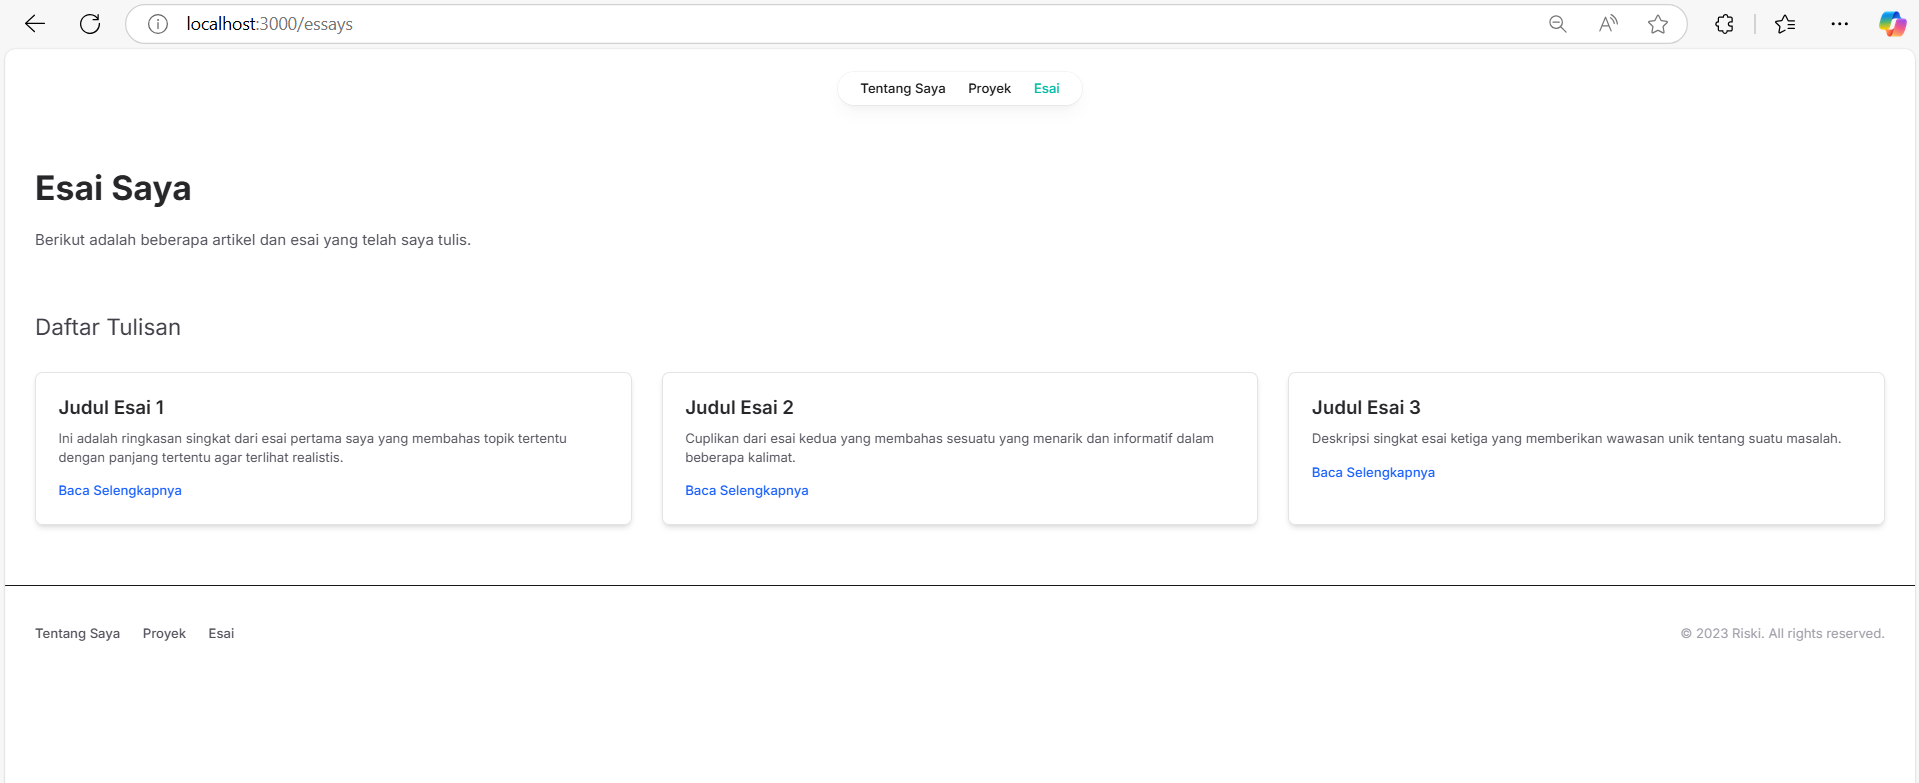 localhost:3000/essays
Tentang Saya Proyek Esai
Esai Saya
Berikut adalah beberapa artikel dan esai yang telah saya tulis.
Daftar Tulisan
Judul Esai 1
Ini adalah ringkasan singkat dari esai pertama saya yang membahas topik tertentu
dengan panjang tertentu agar terlihat realistis.
Baca Selengkapnya
Judul Esai 2
Cuplikan dari esai kedua yang membahas sesuatu yang menarik dan informatif dalam
beberapa kalimat.
Baca Selengkapnya
Judul Esai 3
Deskripsi singkat esai ketiga yang memberikan wawasan unik tentang suatu masalah.
Baca Selengkapnya
Tentang Saya Proyek Esai
© 2023 Riski. All rights reserved.